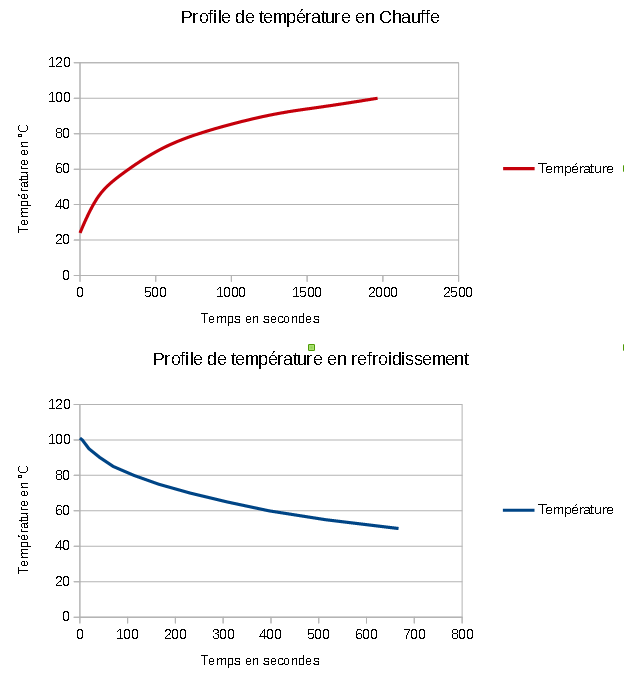 Profile de température en Chauffe
120
100
80
60
40
20
0
Température en °C
0 500 1000 1500 2000 2500
Temps en secondes
Température
Profile de température en refroidissement
120
100
80
60
40
20
0
Température en °C
0 100 200 300 400 500 600 700 800
Temps en secondes
Température